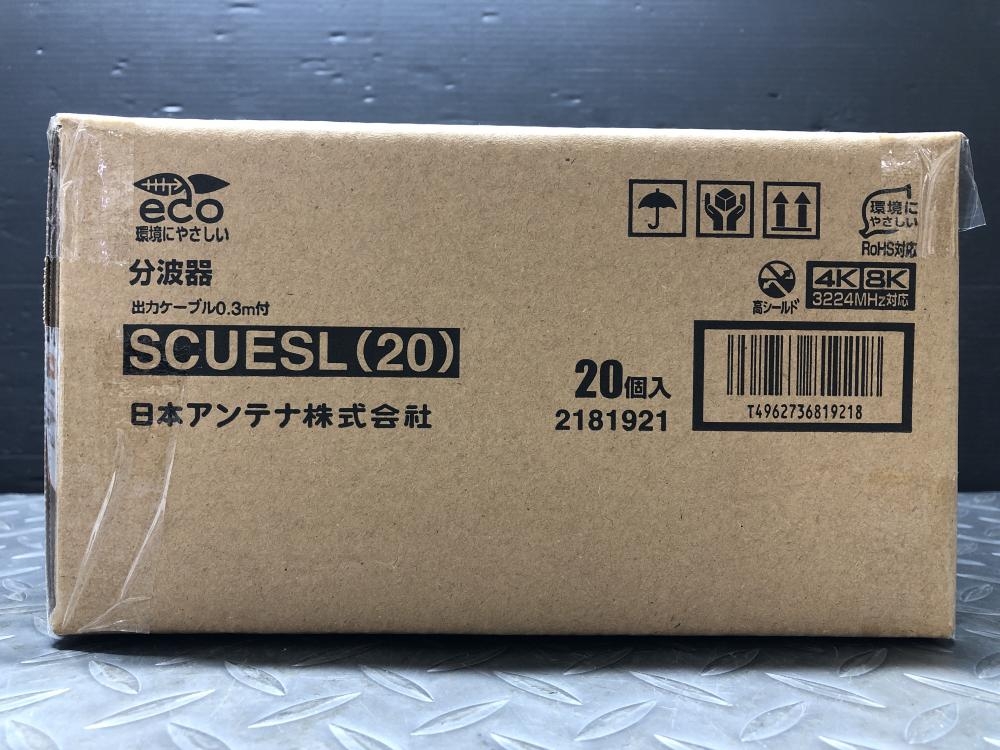 eco
環境にやさしい
環境に
やさしい
RoHS対応
分波器
出力ケーブル0.3m付
高シールド
4K 8K
3224MHz対応
SCUESL(20)
20個入
2181921
T4962736819218
日本アンテナ株式会社